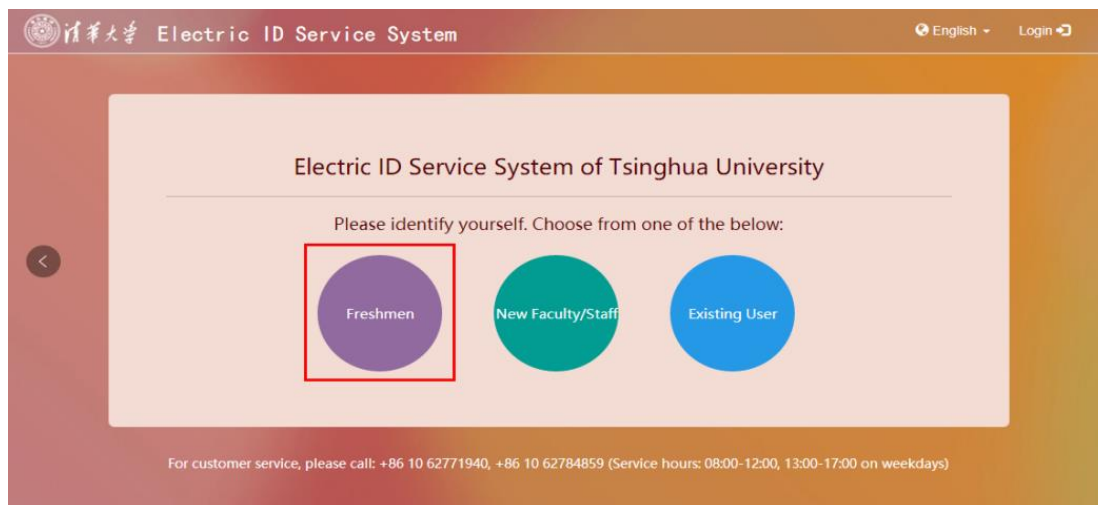 清华大学 Electric ID Service System
English Login
Electric ID Service System of Tsinghua University
Please identify yourself. Choose from one of the below:
Freshmen New Faculty/Staff Existing User
For customer service, please call: +86 10 62771940, +86 10 62784859 (Service hours: 08:00-12:00, 13:00-17:00 on weekdays)